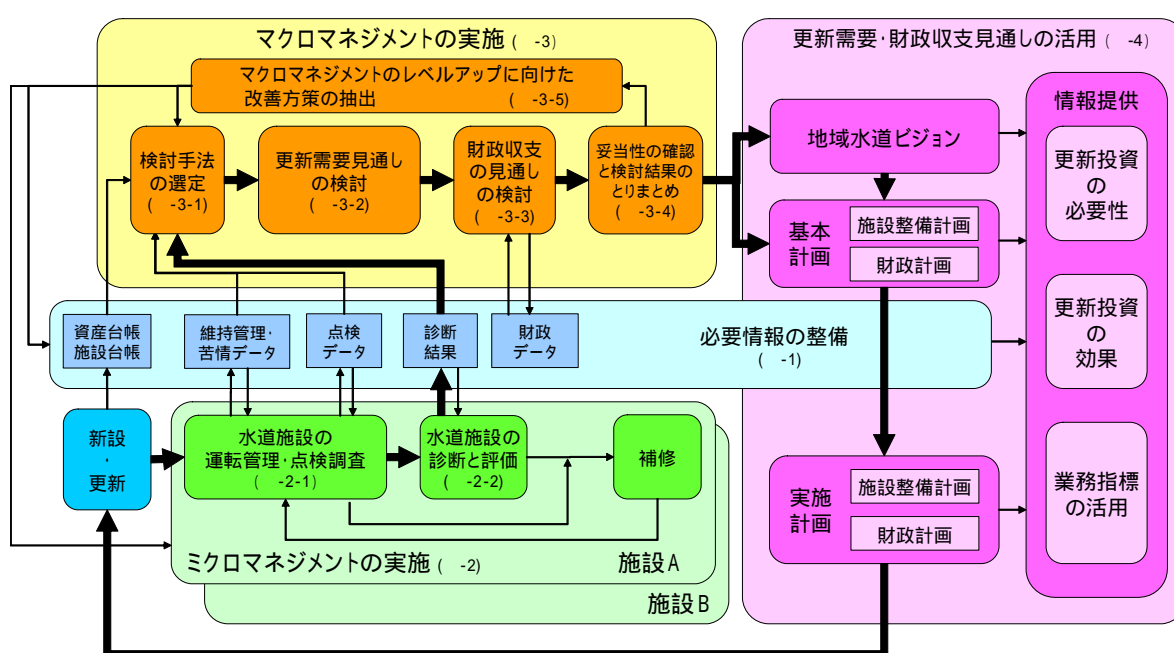 マクロマネジメントの実施( -3)
マクロマネジメントのレベルアップに向けた
改善方策の抽出 ( -3-5)
検討手法
の選定
( -3-1)
更新需要見通し
の検討
( -3-2)
財政収支
の見通し
の検討
( -3-3)
妥当性の確認
と検討結果の
とりまとめ
( -3-4)
更新需要・財政収支見通しの活用( -4)
地域水道ビジョン
基本
計画
施設整備計画
財政計画
実施
計画
施設整備計画
財政計画
情報提供
更新投資
の
必要性
更新投資
の
効果
業務指標
の活用
資産台帳
施設台帳
維持管理・
苦情データ
点検
データ
診断
結果
財政
データ
必要情報の整備
( -1)
新設
・
更新
水道施設の
運転管理・点検調査
( -2-1)
水道施設の
診断と評価
( -2-2)
補修
ミクロマネジメントの実施( -2)
施設A
施設B